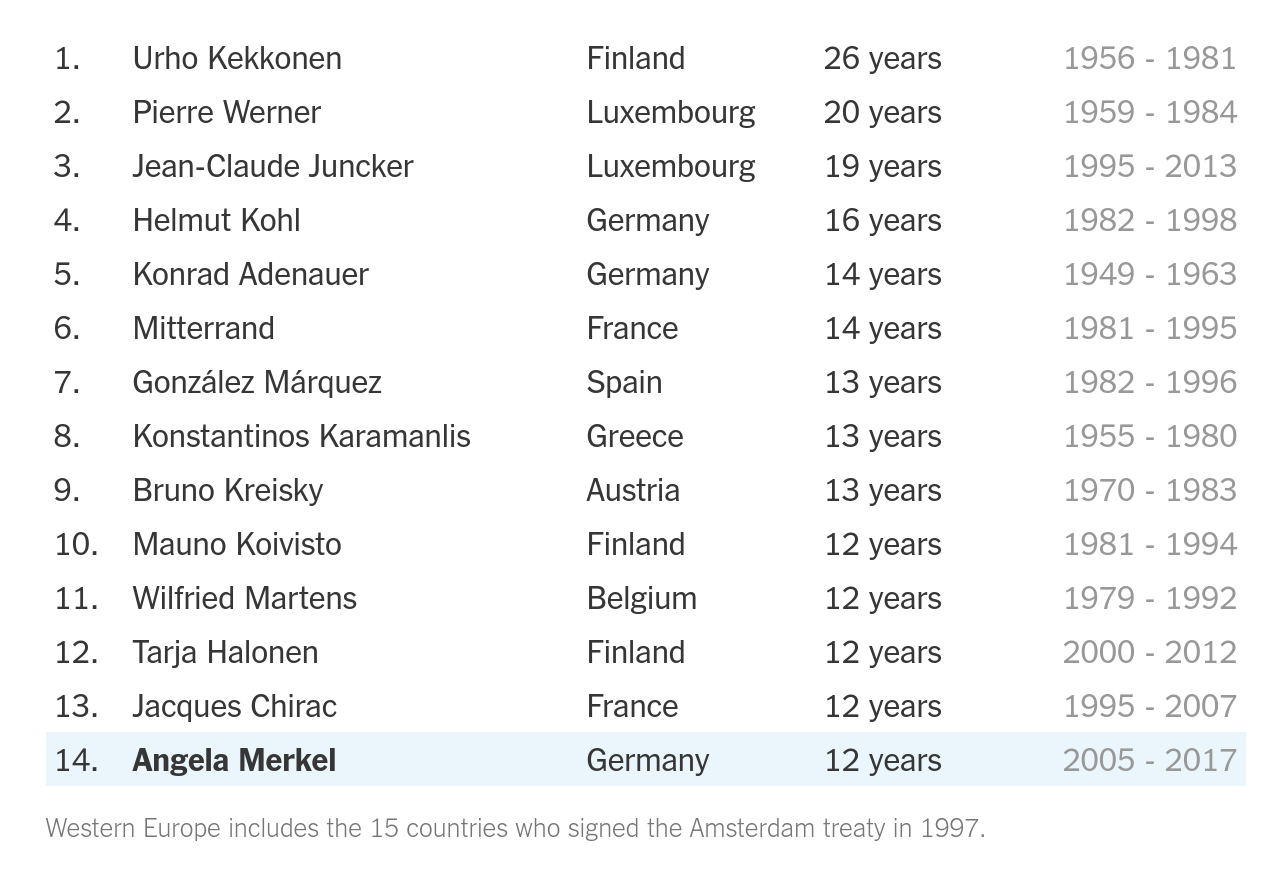 1. Urho Kekkonen Finland 26 years 1956 - 1981
2. Pierre Werner Luxembourg 20 years 1959 - 1984
3. Jean-Claude Juncker Luxembourg 19 years 1995 - 2013
4. Helmut Kohl Germany 16 years 1982 - 1998
5. Konrad Adenauer Germany 14 years 1949 - 1963
6. Mitterrand France 14 years 1981 - 1995
7. González Márquez Spain 13 years 1982 - 1996
8. Konstantinos Karamanlis Greece 13 years 1955 - 1980
9. Bruno Kreisky Austria 13 years 1970 - 1983
10. Mauno Koivisto Finland 12 years 1981 - 1994
11. Wilfried Martens Belgium 12 years 1979 - 1992
12. Tarja Halonen Finland 12 years 2000 - 2012
13. Jacques Chirac France 12 years 1995 - 2007
14. Angela Merkel Germany 12 years 2005 - 2017
Western Europe includes the 15 countries who signed the Amsterdam treaty in 1997.